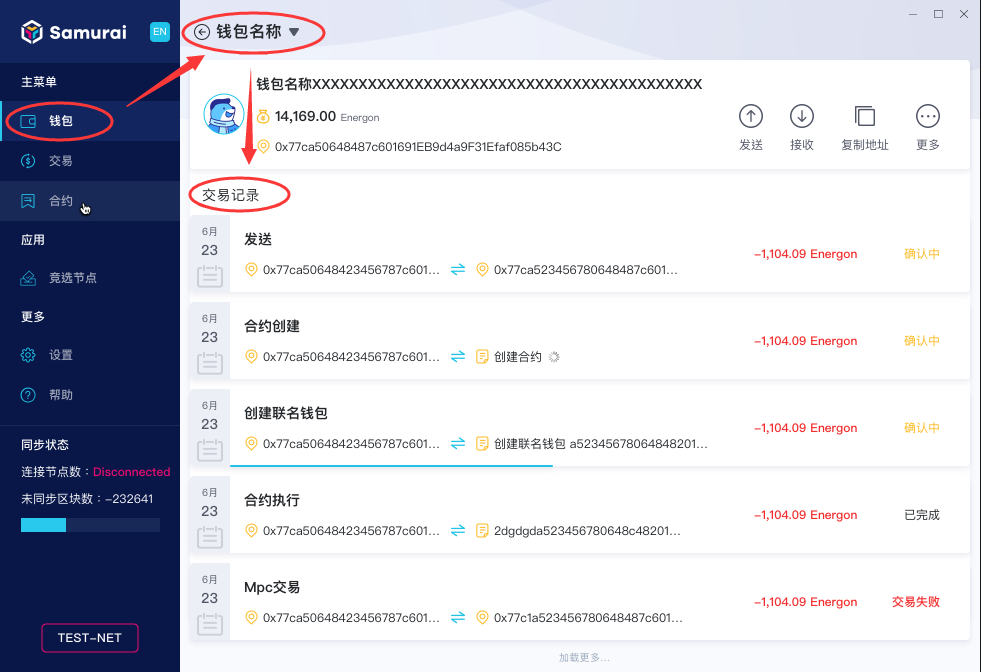 Samurai
EN
主菜单
钱包
交易
合约
应用
竞选节点
更多
设置
帮助
同步状态
连接节点数：Disconnected
未同步区块数：-232641
TEST-NET
钱包名称
钱包名称XXXXXXXXXXXXXXXXXXXXXXXXXXXXXXXXXXXXXXXXXX
14,169.00 Energon
0x77ca50648487c601691EB9d4a9F31Efaf085b43C
发送
接收
复制地址
更多
交易记录
6月
23
发送
0x77ca50648423456787c601...
0x77ca523456780648487c601...
-1,104.09 Energon
确认中
6月
23
合约创建
0x77ca50648423456787c601...
创建合约
-1,104.09 Energon
确认中
6月
23
创建联名钱包
0x77ca50648423456787c601...
创建联名钱包 a52345678064848201...
-1,104.09 Energon
确认中
6月
23
合约执行
0x77ca50648423456787c601...
2dgdgda523456780648c48201...
-1,104.09 Energon
已完成
6月
23
Mpc交易
0x77ca50648423456787c601...
0x77c1a523456780648487c601...
-1,104.09 Energon
交易失败
加载更多...